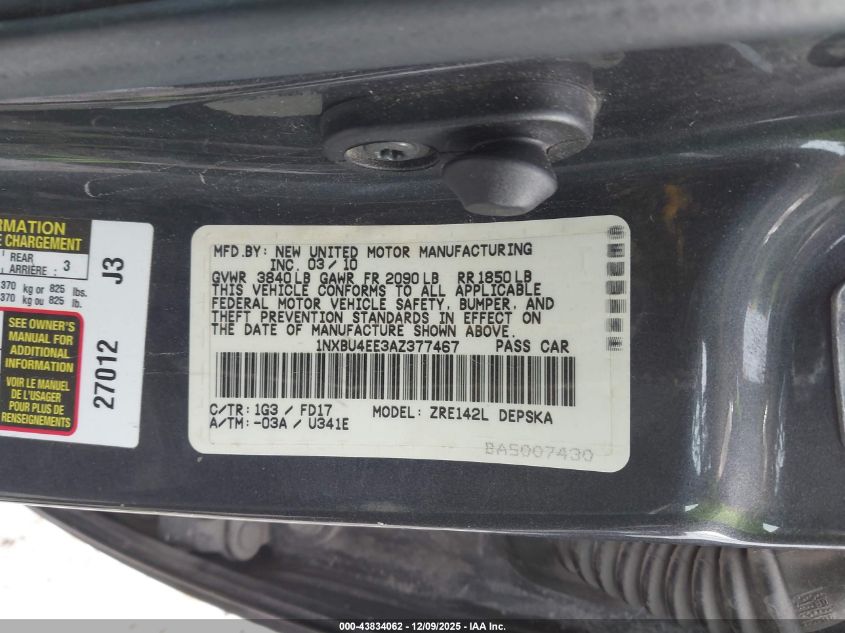 RMATION
CHARGEMENT
REAR
ARRIÈRE : 3
370 kg or 825 lbs.
370 kg ou 825 lb.
SEE OWNER'S
MANUAL FOR
ADDITIONAL
INFORMATION
VOIR LE MANUEL
DE L'USAGER
POUR PLUS DE
RENSEIGNEMENTS
27012 J3
MFD.BY: NEW UNITED MOTOR MANUFACTURING
INC. 03/10
GVWR 3840LB GAWR FR 2090LB RR1850LB
THIS VEHICLE CONFORMS TO ALL APPLICABLE
FEDERAL MOTOR VEHICLE SAFETY, BUMPER, AND
THEFT PREVENTION STANDARDS IN EFFECT ON
THE DATE OF MANUFACTURE SHOWN ABOVE.
1NXBU4EE3AZ377467 PASS CAR
C/TR: 1G3 / FD17 MODEL: ZRE142L DEPSKA
A/TM: -03A / U341E
BA5007430
000-43834062 - 12/09/2025 - IAA Inc.